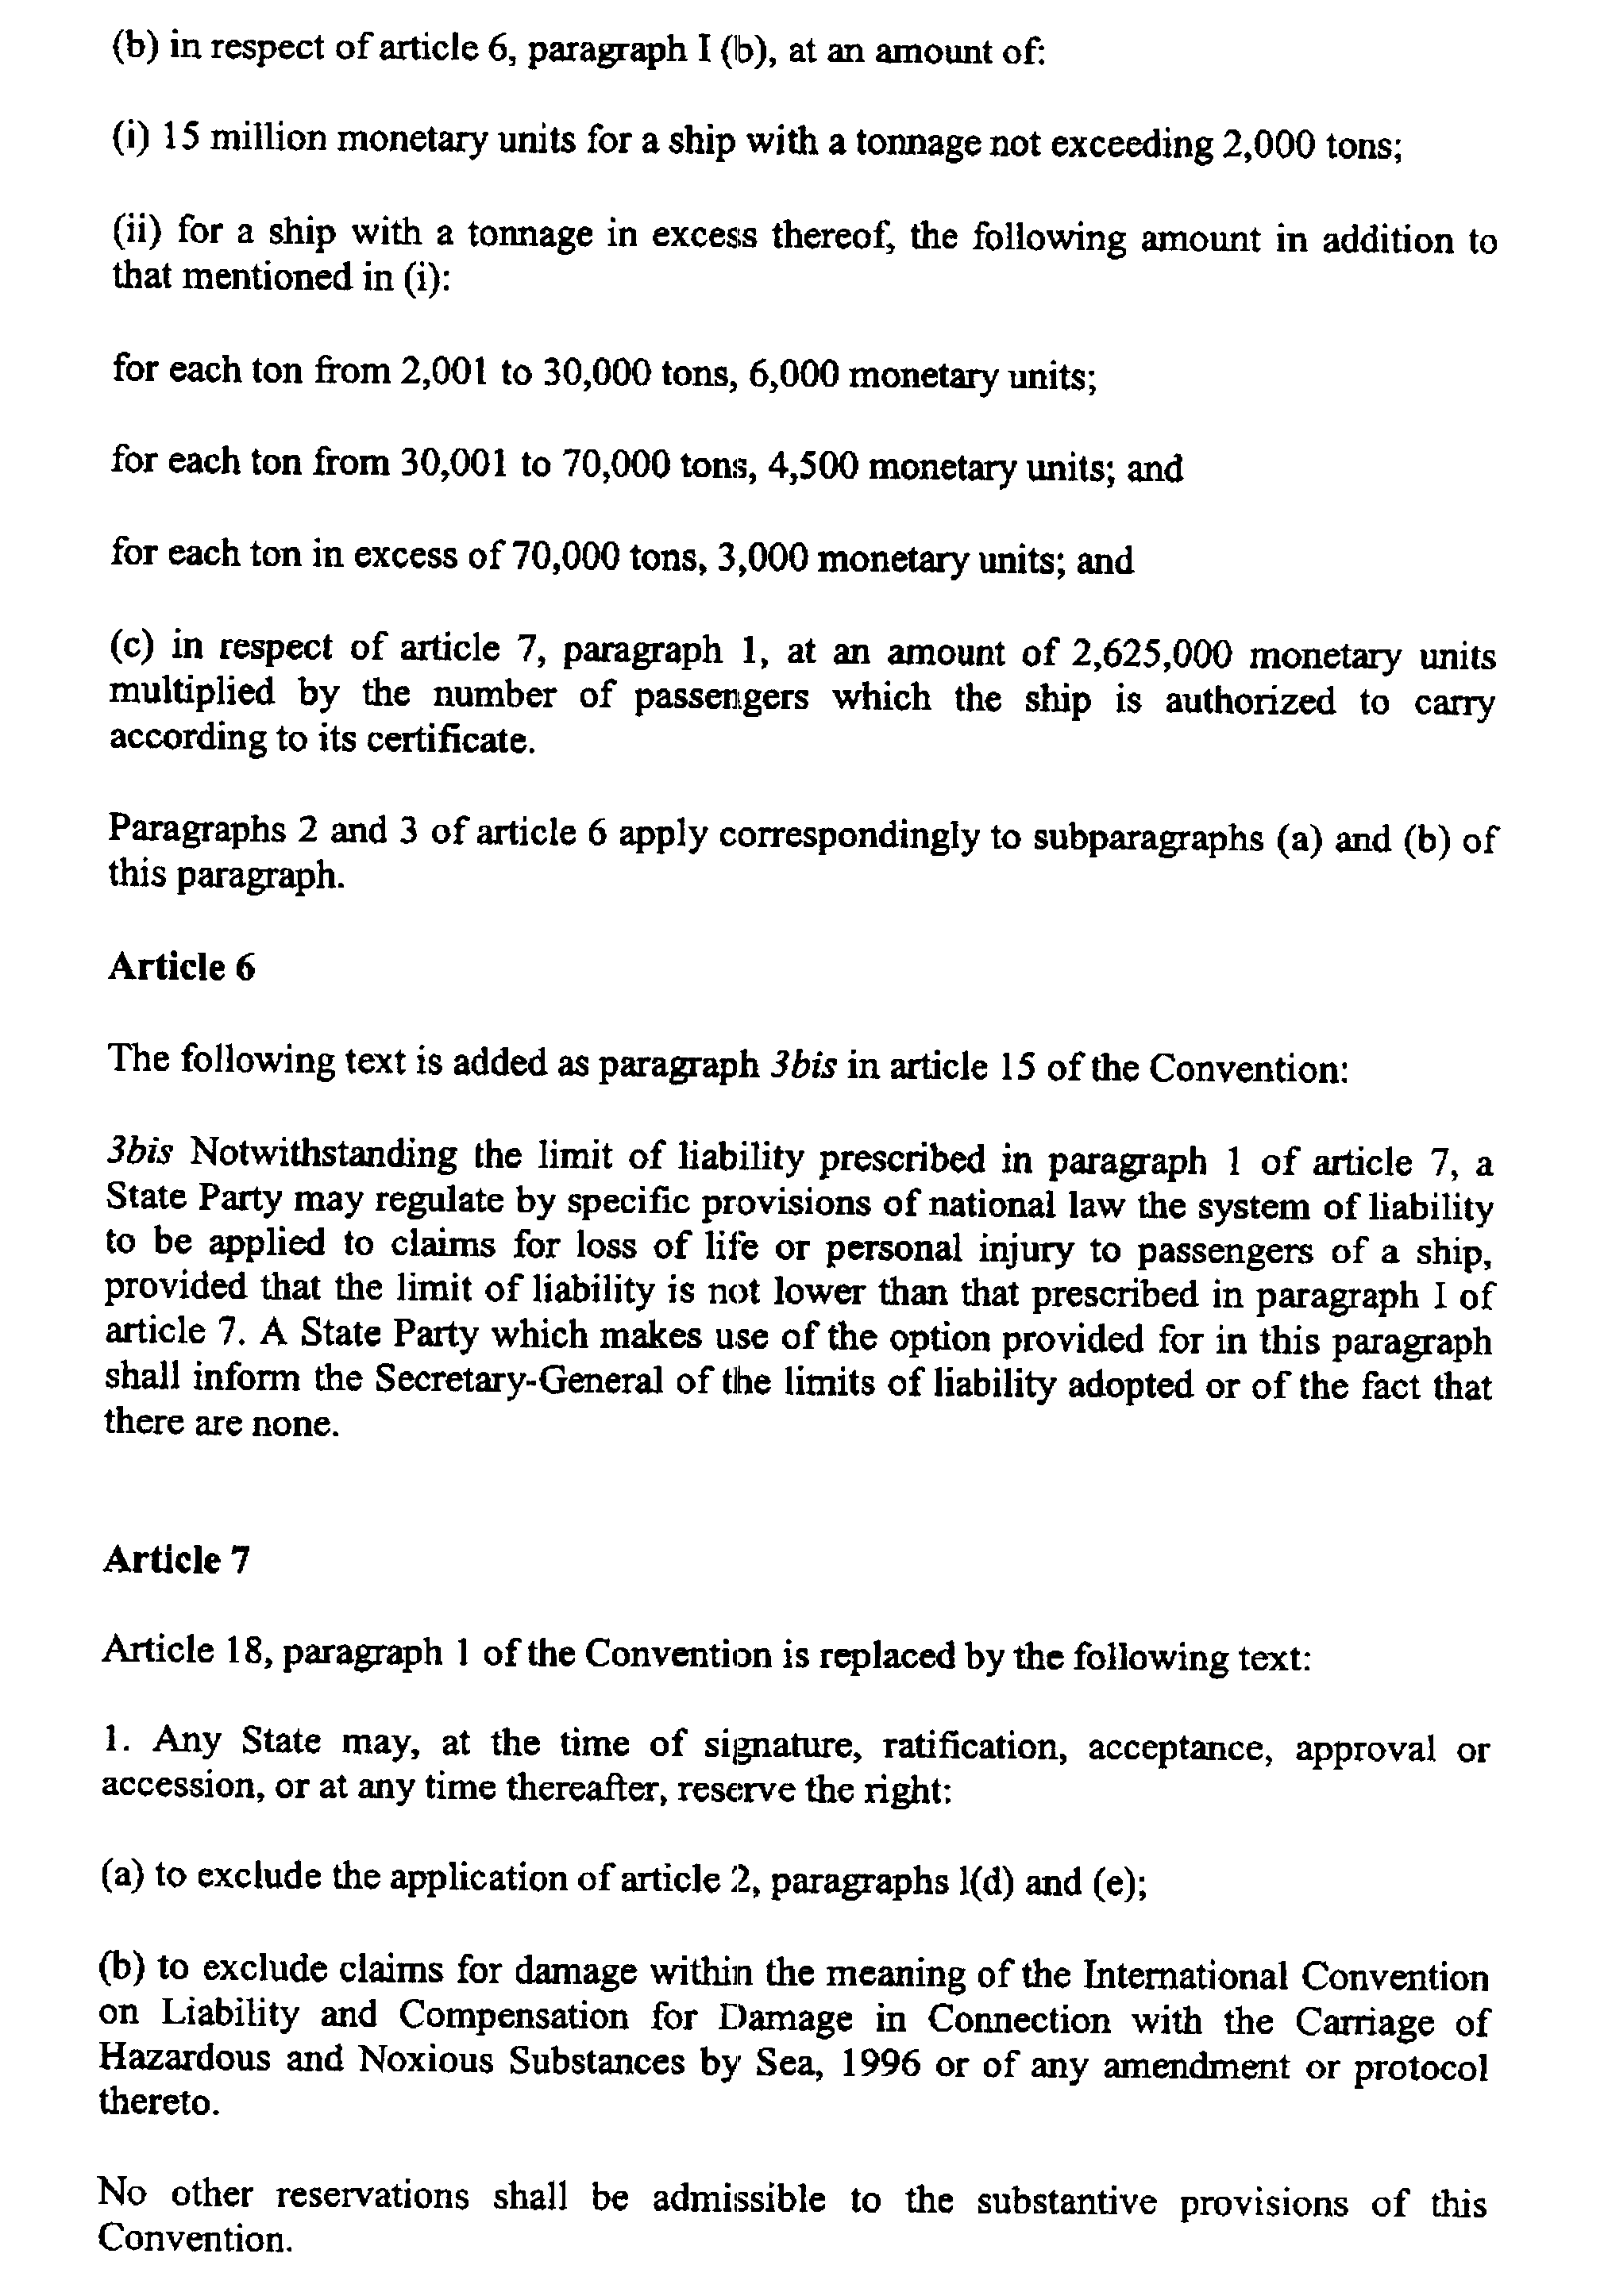 (b) in respect of article 6, paragraph I (b), at an amount of:
(i) 15 million monetary units for a ship with a tonnage not exceeding 2,000 tons;
(ii) for a ship with a tonnage in excess thereof, the following amount in addition to
that mentioned in (i):
for each ton from 2,001 to 30,000 tons, 6,000 monetary units;
for each ton from 30,001 to 70,000 tons, 4,500 monetary units; and
for each ton in excess of 70,000 tons, 3,000 monetary units; and
(c) in respect of article 7, paragraph 1, at an amount of 2,625,000 monetary units
multiplied by the number of passengers which the ship is authorized to carry
according to its certificate.
Paragraphs 2 and 3 of article 6 apply correspondingly to subparagraphs (a) and (b) of
this paragraph.
Article 6
The following text is added as paragraph 3bis in article 15 of the Convention:
3bis Notwithstanding the limit of liability prescribed in paragraph 1 of article 7, a
State Party may regulate by specific provisions of national law the system of liability
to be applied to claims for loss of life or personal injury to passengers of a ship,
provided that the limit of liability is not lower than that prescribed in paragraph I of
article 7. A State Party which makes use of the option provided for in this paragraph
shall inform the Secretary-General of the limits of liability adopted or of the fact that
there are none.
Article 7
Article 18, paragraph 1 of the Convention is replaced by the following text:
1. Any State may, at the time of signature, ratification, acceptance, approval or
accession, or at any time thereafter, reserve the right:
(a) to exclude the application of article 2, paragraphs 1(d) and (e);
(b) to exclude claims for damage within the meaning of the International Convention
on Liability and Compensation for Damage in Connection with the Carriage of
Hazardous and Noxious Substances by Sea, 1996 or of any amendment or protocol
thereto.
No other reservations shall be admissible to the substantive provisions of this
Convention.